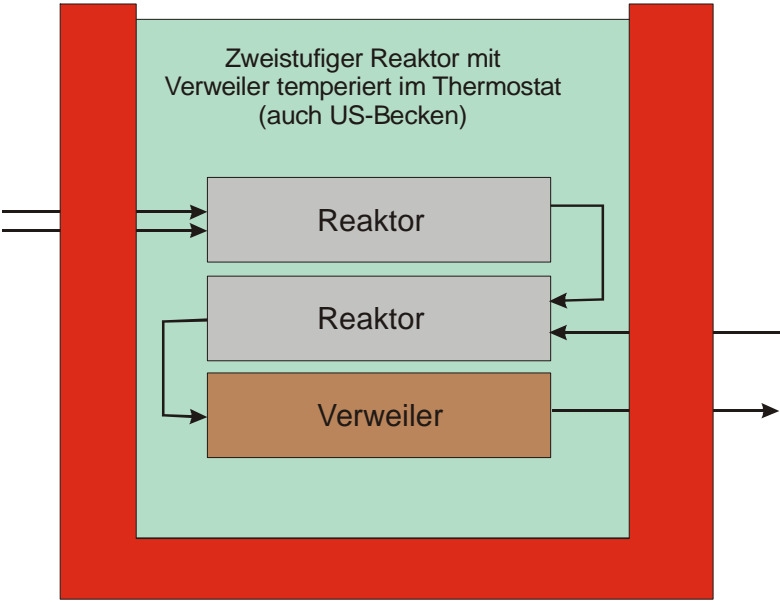 Zweistufiger Reaktor mit
Verweiler temperiert im Thermostat
(auch US-Becken)
Reaktor
Reaktor
Verweiler